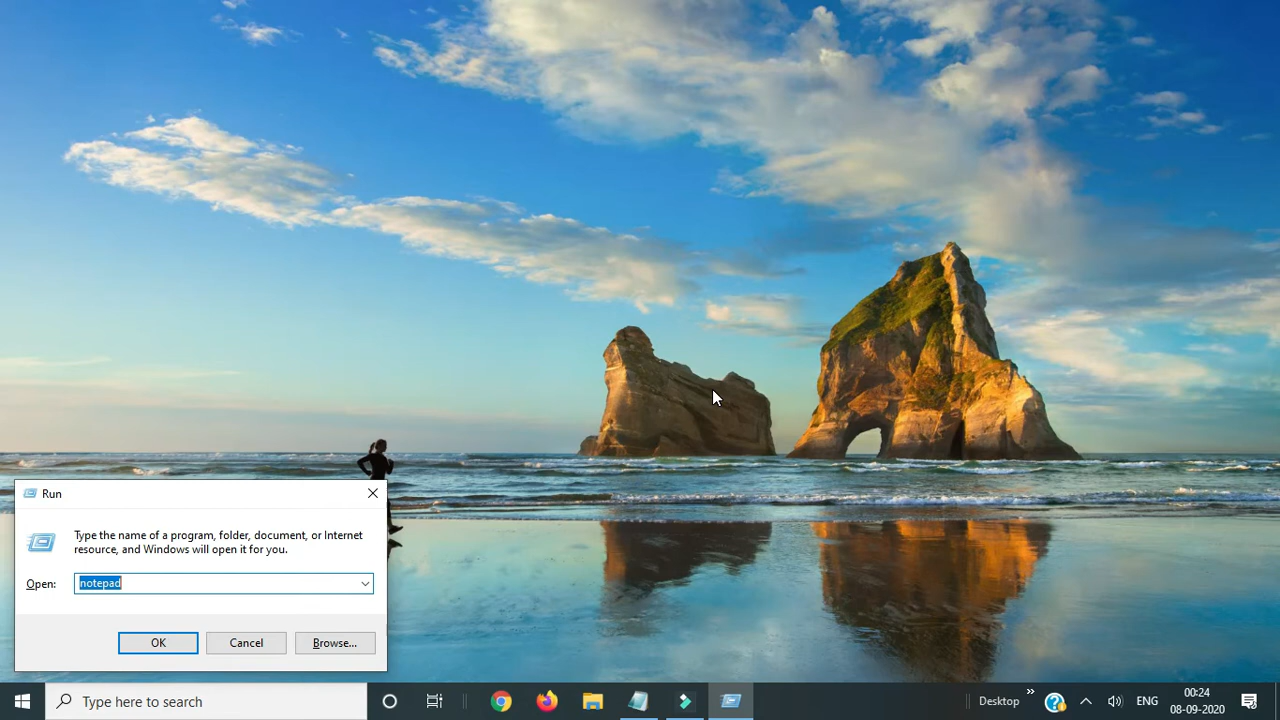 Run
Type the name of a program, folder, document, or Internet
resource, and Windows will open it for you.
Open: notepad
OK Cancel Browse...
Type here to search
Desktop
ENG
00:24
08-09-2020